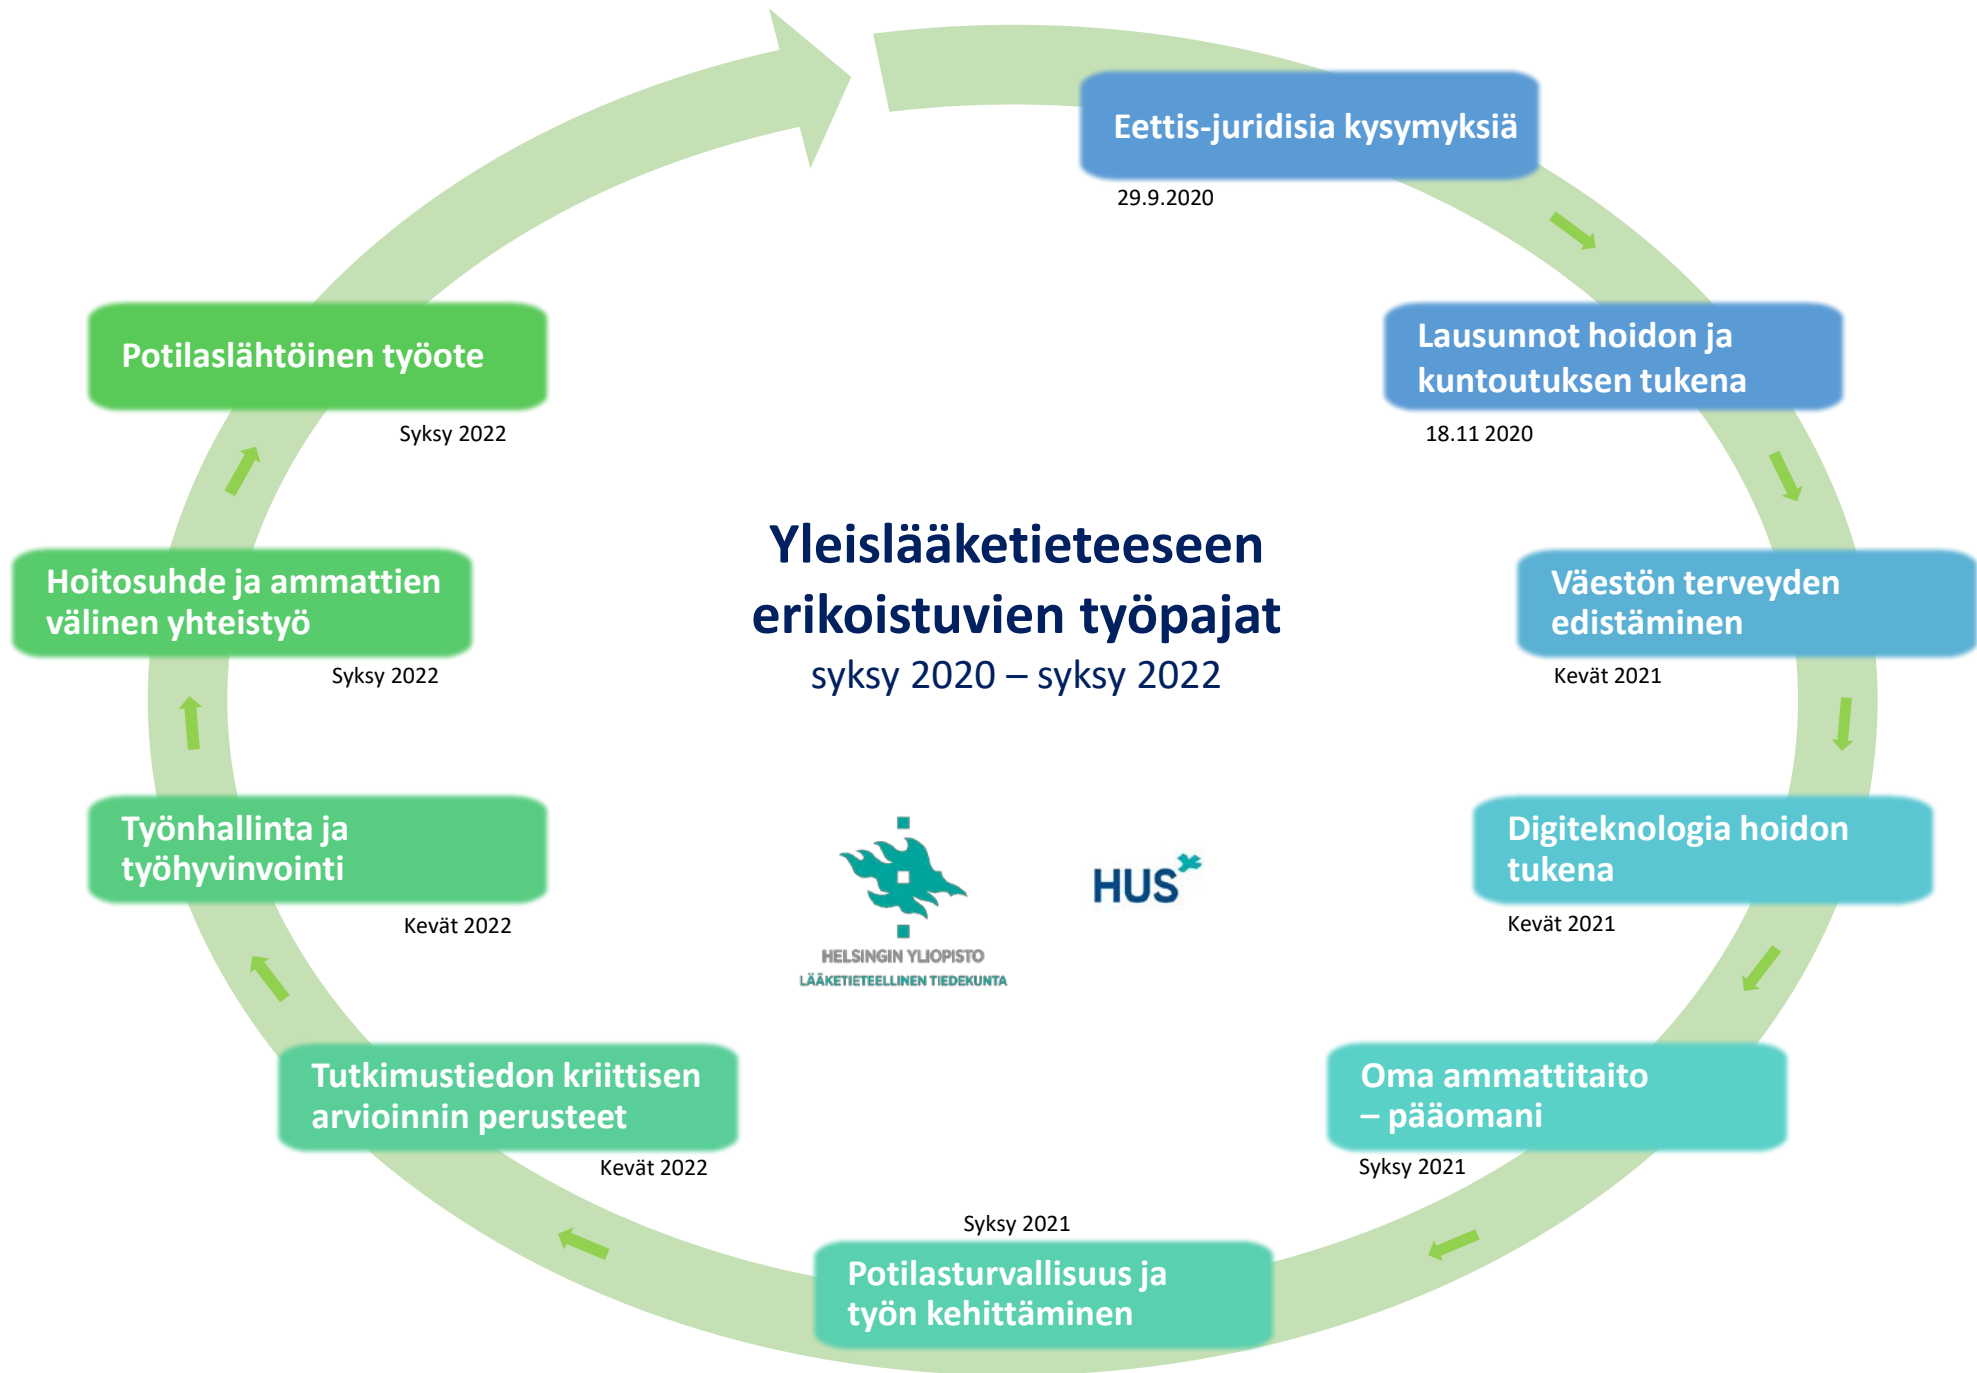 Eettis-juridisia kysymyksiä
29.9.2020
Lausunnot hoidon ja
kuntoutuksen tukena
18.11 2020
Väestön terveyden
edistäminen
Kevät 2021
Digiteknologia hoidon
tukena
Kevät 2021
Oma ammattitaito
– pääomani
Syksy 2021
Syksy 2021
Potilasturvallisuus ja
työn kehittäminen
Tutkimustiedon kriittisen
arvioinnin perusteet
Kevät 2022
Työnhallinta ja
työhyvinvointi
Kevät 2022
Hoitosuhde ja ammattien
välinen yhteistyö
Syksy 2022
Potilaslähtöinen työote
Syksy 2022
Yleislääketieteeseen
erikoistuvien työpajat
syksy 2020 – syksy 2022
HELSINGIN YLIOPISTO
LÄÄKETIETEELLINEN TIEDEKUNTA
HUS